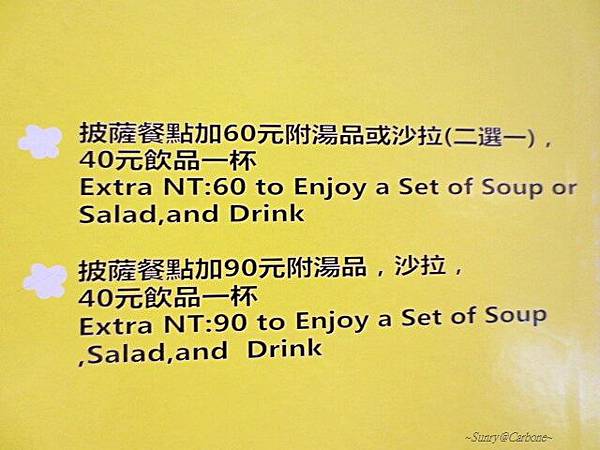 披薩餐點加60元附湯品或沙拉(二選一)，
40元飲品一杯
Extra NT:60 to Enjoy a Set of Soup or
Salad,and Drink
披薩餐點加90元附湯品，沙拉，
40元飲品一杯
Extra NT:90 to Enjoy a Set of Soup
,Salad,and  Drink
~Sunry@Carbone~